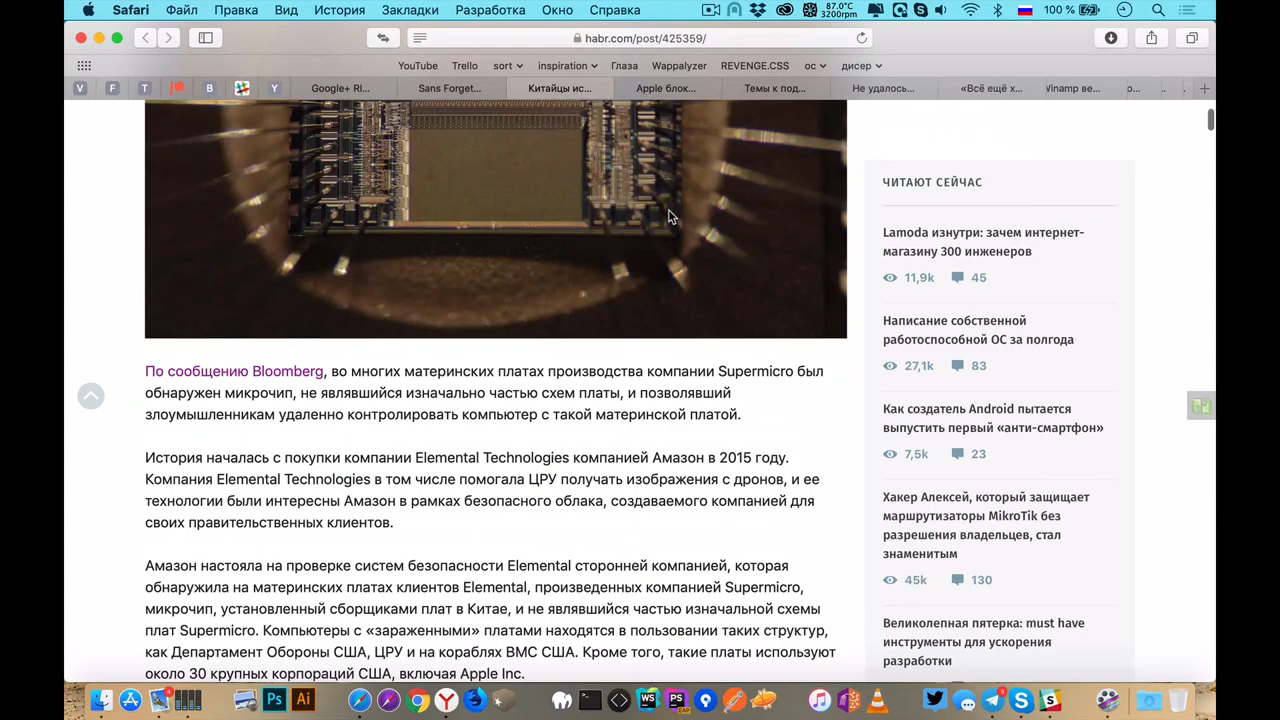 Safari Файл Правка Вид История Закладки Разработка Окно Справка 87.0°C 3200rpm 100 %
habr.com/post/425359/
YouTube Trello sort inspiration Глаза Wappalyzer REVENGE.CSS ос дисер
V F T B Y Google+ RI... Sans Forget... Китайцы ис... Apple блок... Темы к под... Не удалось... «Всё ещё х... Winamp ве... о...
По сообщению Bloomberg, во многих материнских платах производства компании Supermicro был
обнаружен микрочип, не являвшийся изначально частью схем платы, и позволявший
злоумышленникам удаленно контролировать компьютер с такой материнской платой.
История началась с покупки компании Elemental Technologies компанией Амазон в 2015 году.
Компания Elemental Technologies в том числе помогала ЦРУ получать изображения с дронов, и ее
технологии были интересны Амазон в рамках безопасного облака, создаваемого компанией для
своих правительственных клиентов.
Амазон настояла на проверке систем безопасности Elemental сторонней компанией, которая
обнаружила на материнских платах клиентов Elemental, произведенных компанией Supermicro,
микрочип, установленный сборщиками плат в Китае, и не являвшийся частью изначальной схемы
плат Supermicro. Компьютеры с «зараженными» платами находятся в пользовании таких структур,
как Департамент Обороны США, ЦРУ и на кораблях ВМС США. Кроме того, такие платы используют
около 30 крупных корпораций США, включая Apple Inc.
ЧИТАЮТ СЕЙЧАС
Lamoda изнутри: зачем интернет-
магазину 300 инженеров
11,9k 45
Написание собственной
работоспособной ОС за полгода
27,1k 83
Как создатель Android пытается
выпустить первый «анти-смартфон»
7,5k 23
Хакер Алексей, который защищает
маршрутизаторы MikroTik без
разрешения владельцев, стал
знаменитым
45k 130
Великолепная пятерка: must have
инструменты для ускорения
разработки
4 Ps Ai WS PS EAP 3